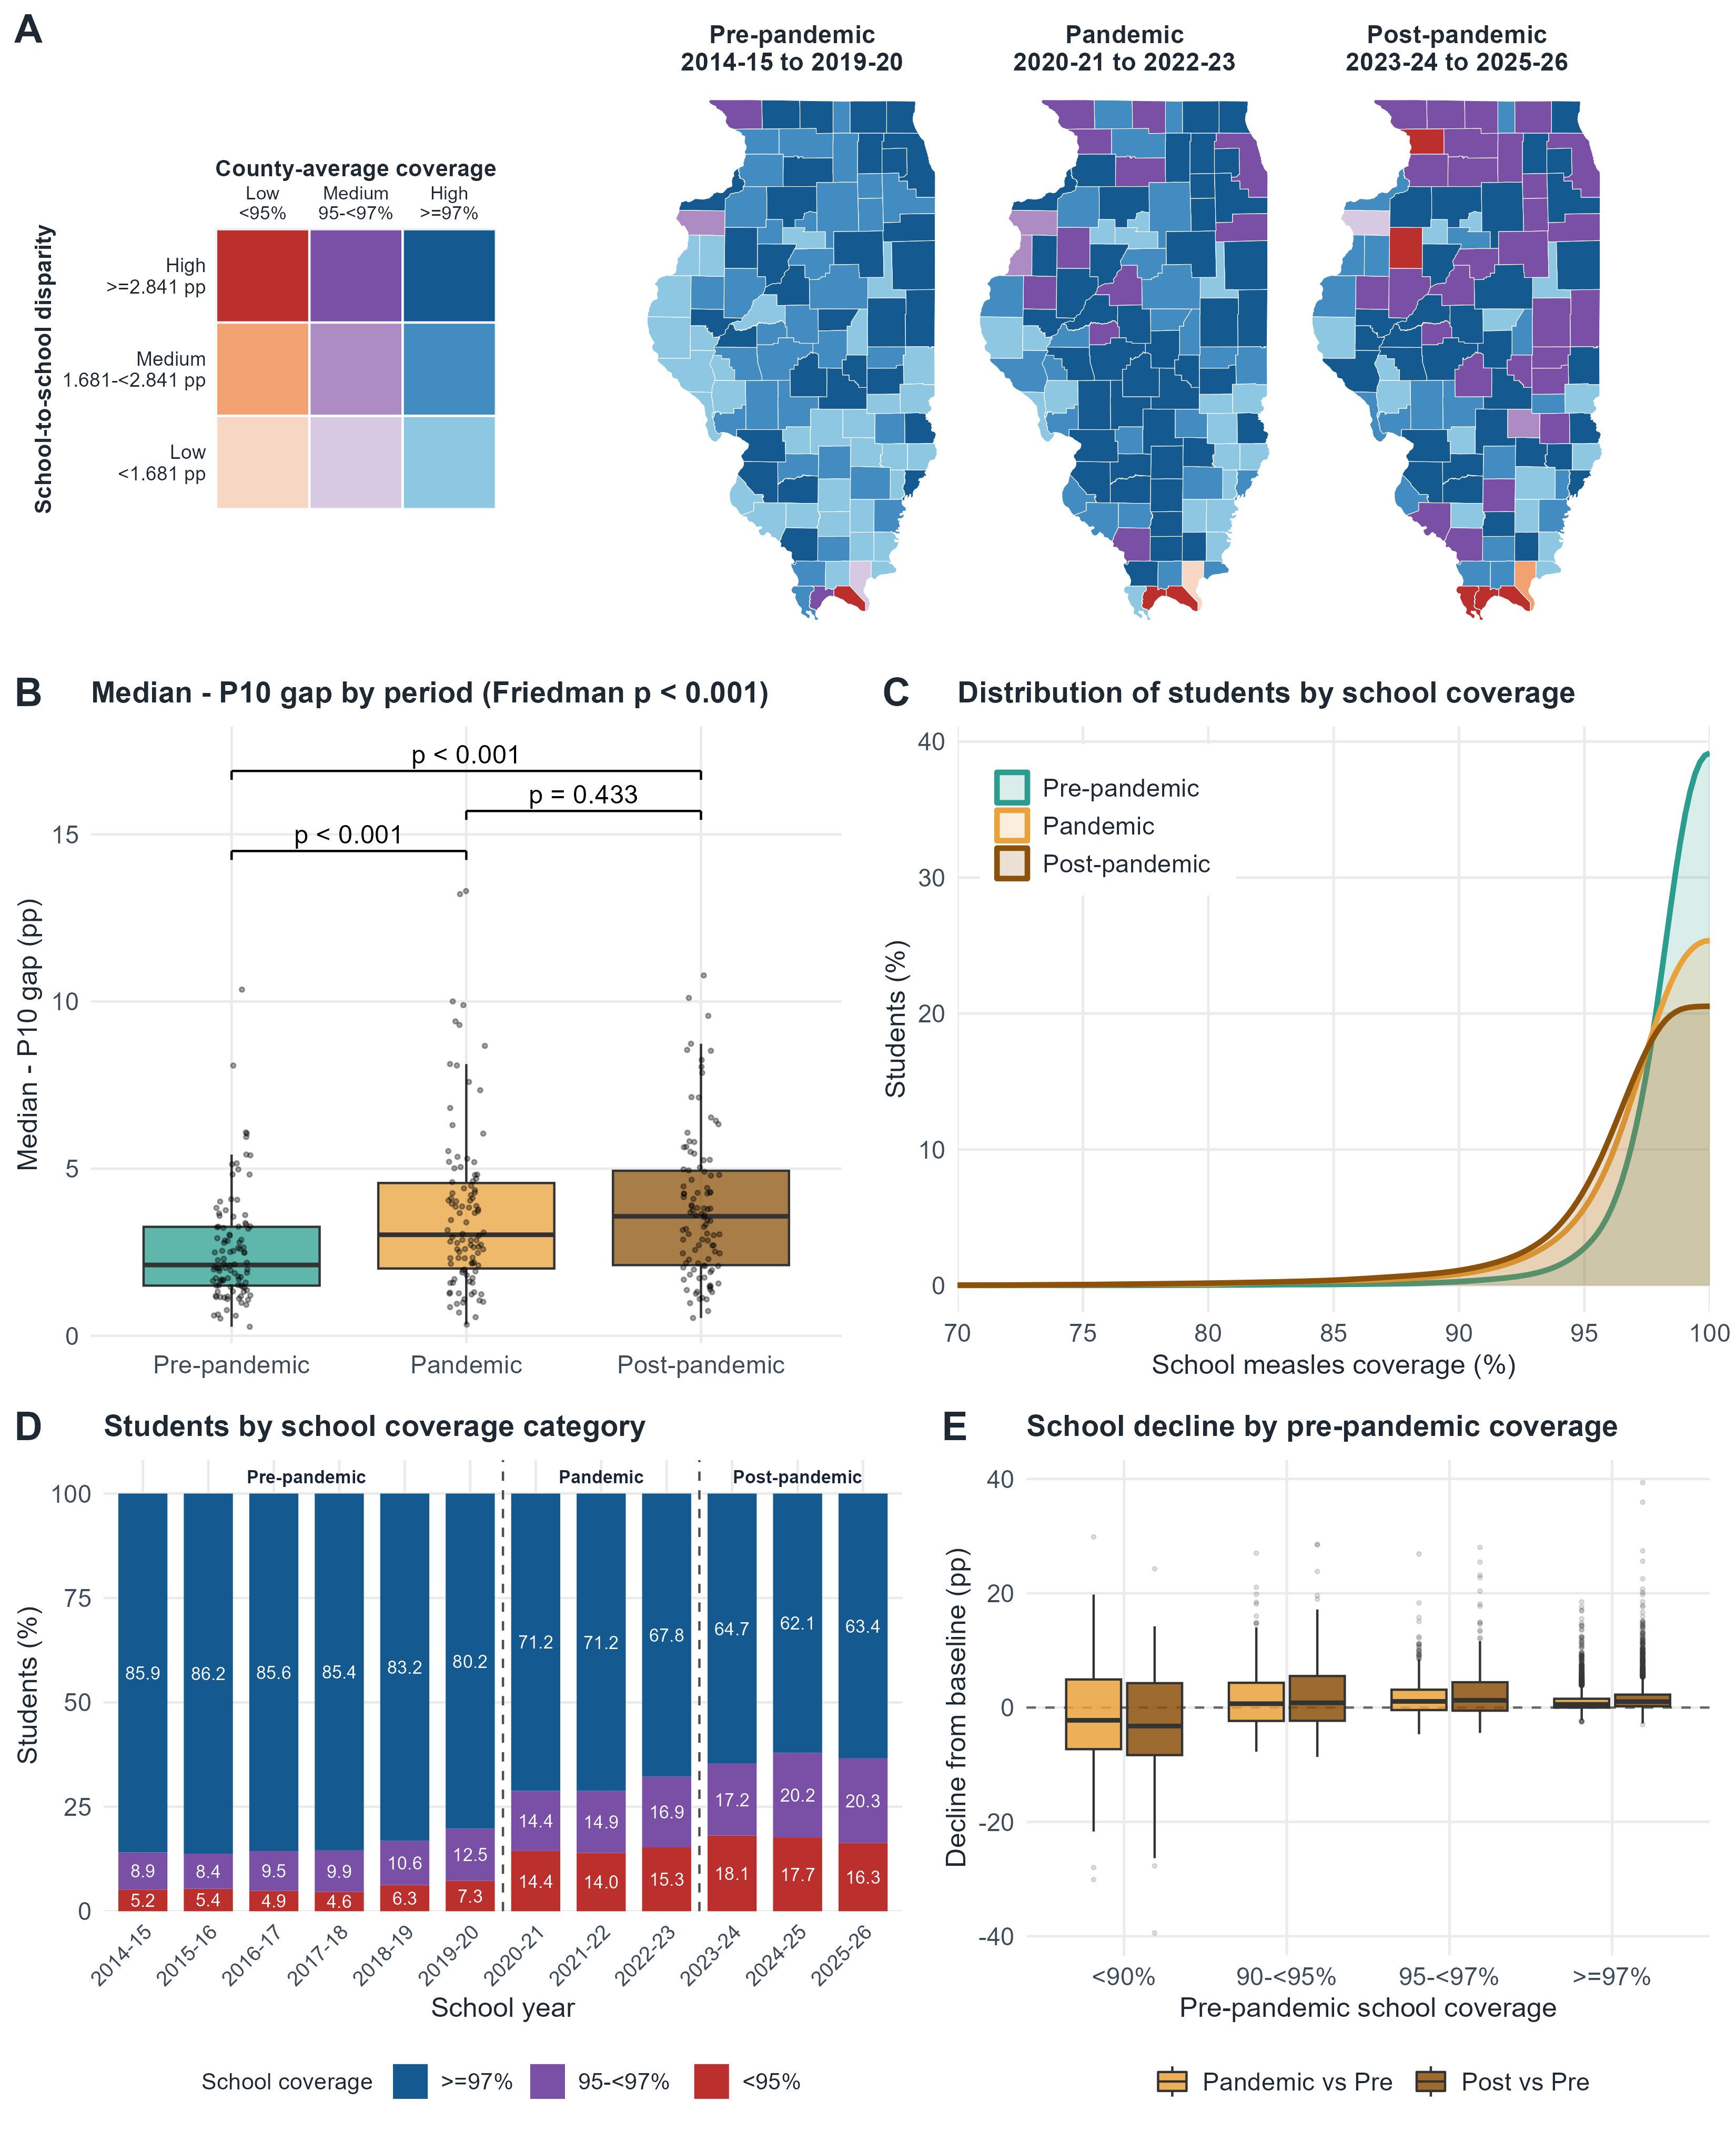 A
Pre-pandemic
2014-15 to 2019-20
Pandemic
2020-21 to 2022-23
Post-pandemic
2023-24 to 2025-26
County-average coverage
Low
<95%
Medium
95-<97%
High
>=97%
School-to-school disparity
High
>=2.841 pp
Medium
1.681-<2.841 pp
Low
<1.681 pp
B
Median - P10 gap by period (Friedman p < 0.001)
p < 0.001
p = 0.433
p < 0.001
Median - P10 gap (pp)
15
10
5
0
Pre-pandemic
Pandemic
Post-pandemic
C
Distribution of students by school coverage
Students (%)
40
30
20
10
0
Pre-pandemic
Pandemic
Post-pandemic
70 75 80 85 90 95 100
School measles coverage (%)
D
Students by school coverage category
Pre-pandemic
Pandemic
Post-pandemic
Students (%)
100
75
50
25
0
85.9 86.2 85.6 85.4 83.2 80.2 71.2 71.2 67.8 64.7 62.1 63.4
8.9 8.4 9.5 9.9 10.6 12.5 14.4 14.9 16.9 17.2 20.2 20.3
5.2 5.4 4.9 4.6 6.3 7.3 14.4 14.0 15.3 18.1 17.7 16.3
2014-15 2015-16 2016-17 2017-18 2018-19 2019-20 2020-21 2021-22 2022-23 2023-24 2024-25 2025-26
School year
School coverage >=97% 95-<97% <95%
E
School decline by pre-pandemic coverage
Decline from baseline (pp)
40
20
0
-20
-40
<90% 90-<95% 95-<97% >=97%
Pre-pandemic school coverage
Pandemic vs Pre Post vs Pre